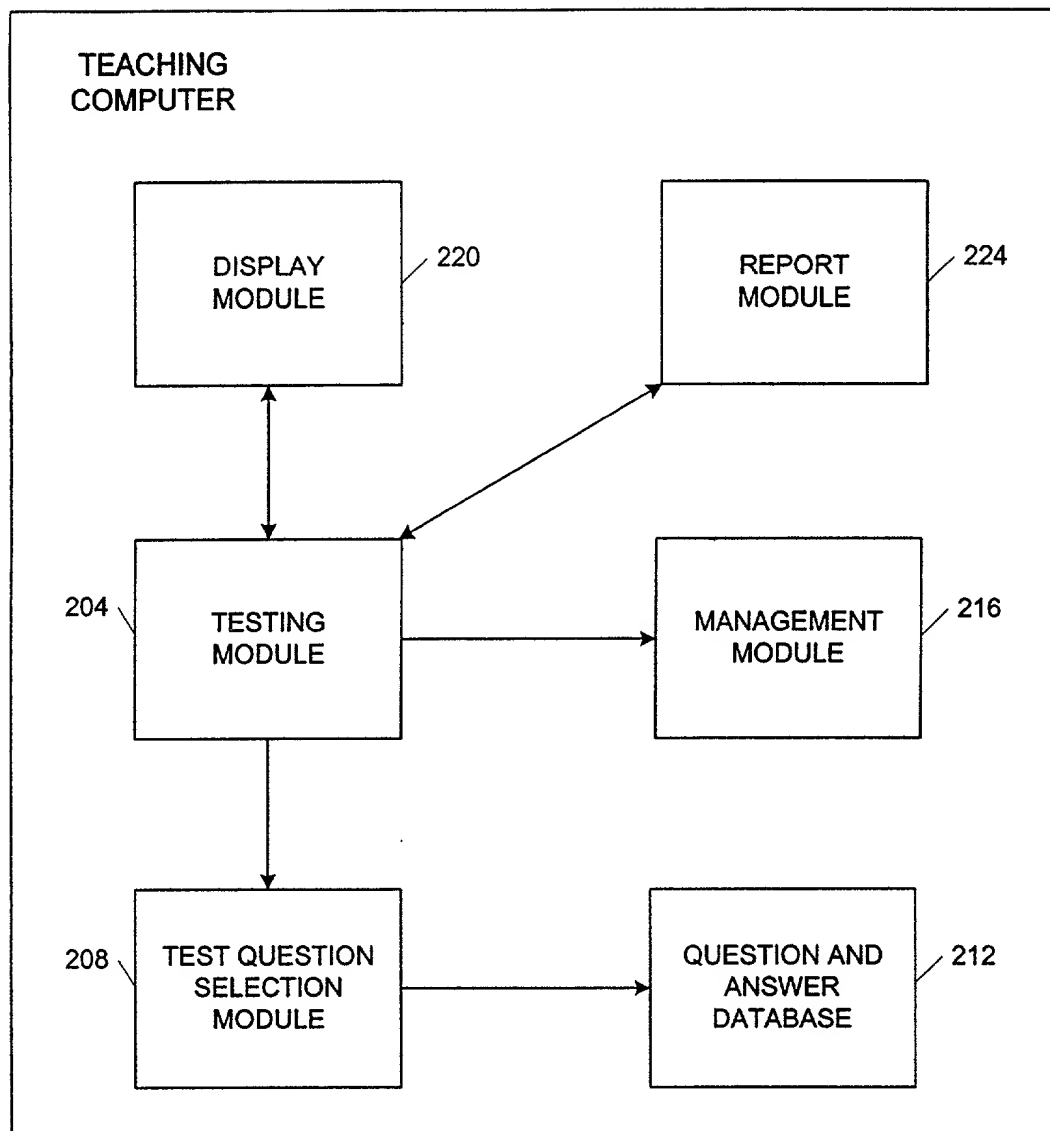 TEACHING
COMPUTER
DISPLAY
MODULE
220
REPORT
MODULE
224
204
TESTING
MODULE
MANAGEMENT
MODULE
216
208
TEST QUESTION
SELECTION
MODULE
QUESTION AND
ANSWER
DATABASE
212